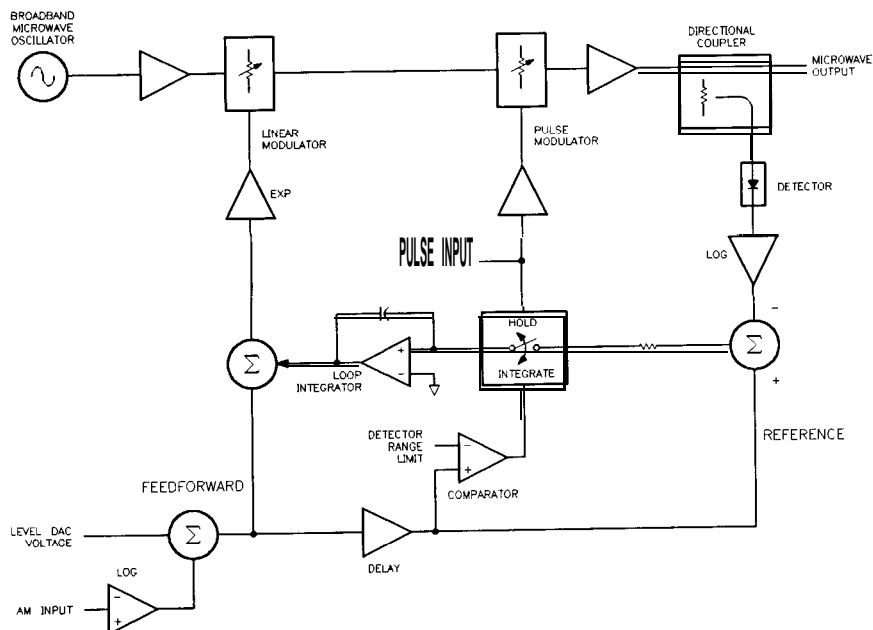 BROADBAND
MICROWAVE
OSCILLATOR
DIRECTIONAL
COUPLER
MICROWAVE
OUTPUT
LINEAR
MODULATOR
PULSE
MODULATOR
EXP
DETECTOR
LOG
PULSE INPUT
HOLD
-
Σ
+
-
Σ
LOOP
INTEGRATOR
INTEGRATE
+
DETECTOR
RANGE
LIMIT
-
+
COMPARATOR
REFERENCE
FEEDFORWARD
LEVEL DAC
VOLTAGE
Σ
DELAY
LOG
AM INPUT
-
+